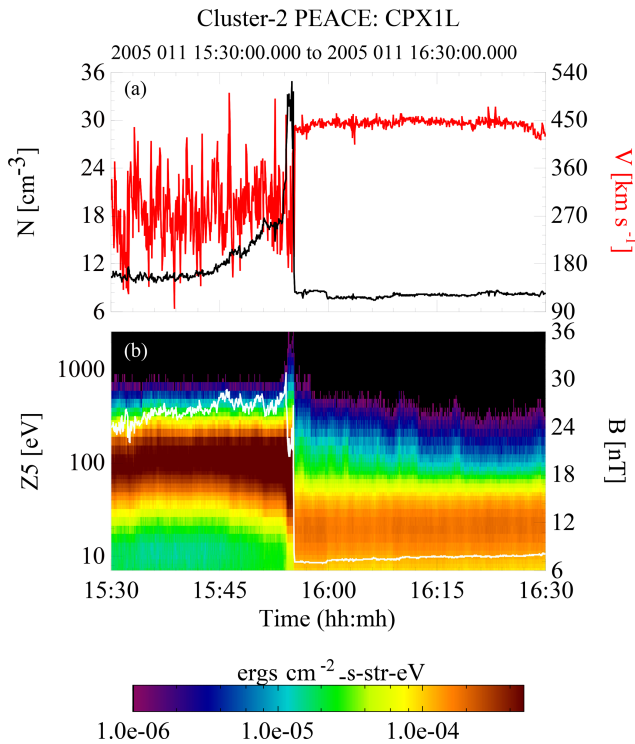 Cluster-2 PEACE: CPX1L
2005 011 15:30:00.000 to 2005 011 16:30:00.000
36
30
24
18
12
6
N [cm-3]
(a)
540
450
360
270
180
90
V [km s-1]
1000
100
10
Z5 [eV]
(b)
36
30
24
18
12
6
B [nT]
15:30 15:45 16:00 16:15 16:30
Time (hh:mh)
ergs cm-2-s-str-eV
1.0e-06 1.0e-05 1.0e-04